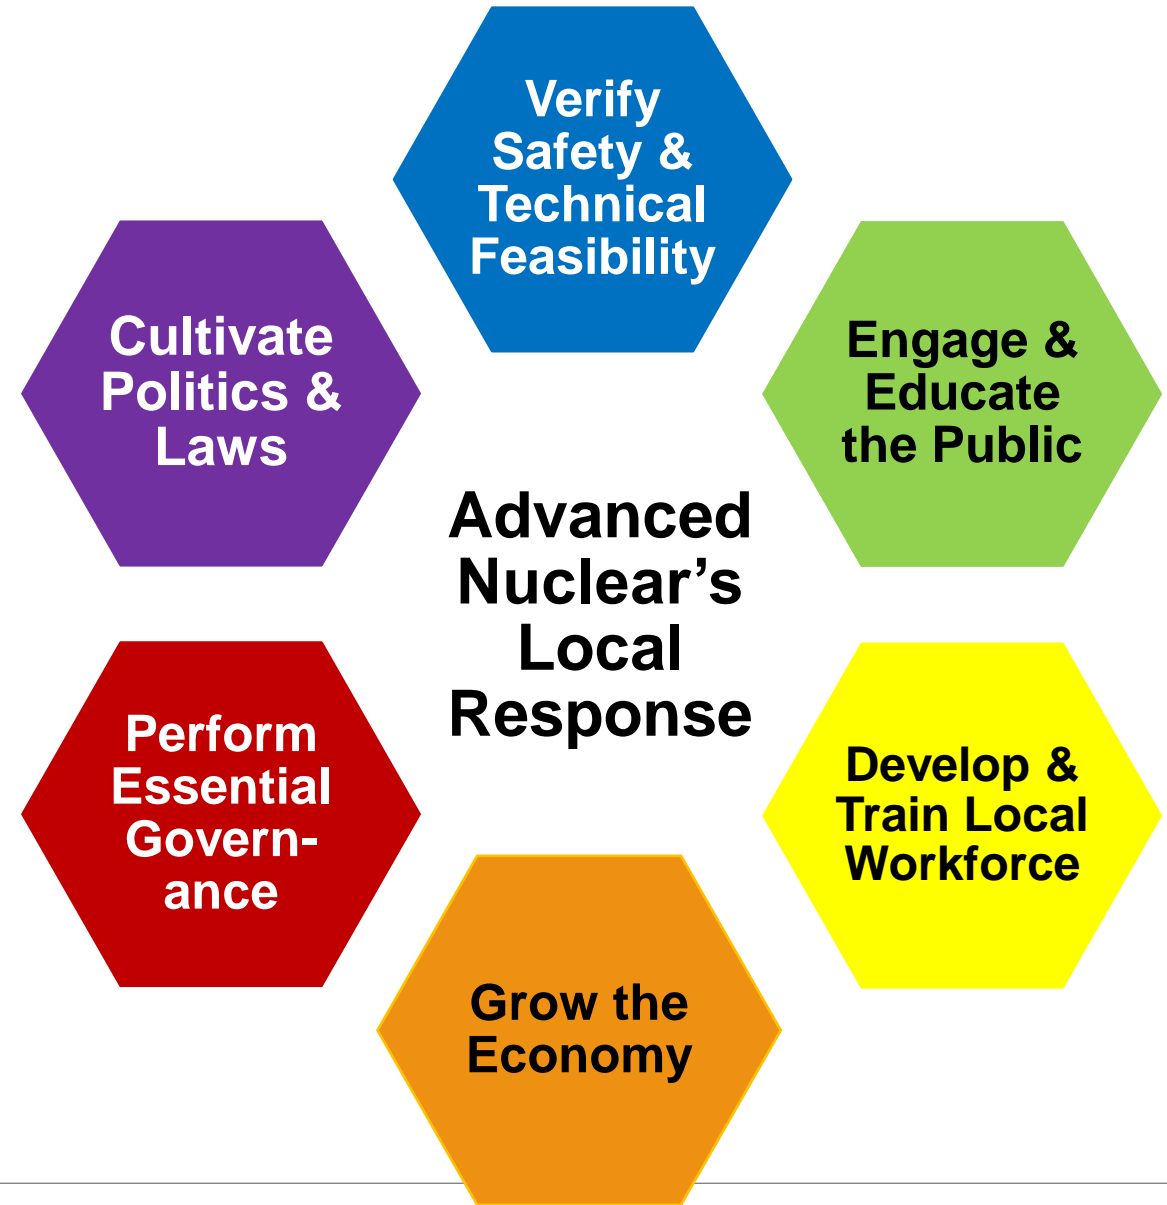 Verify
Safety &
Technical
Feasibility
Cultivate
Politics &
Laws
Engage &
Educate
the Public
Advanced
Nuclear’s
Local
Response
Perform
Essential
Govern-
ance
Develop &
Train Local
Workforce
Grow the
Economy